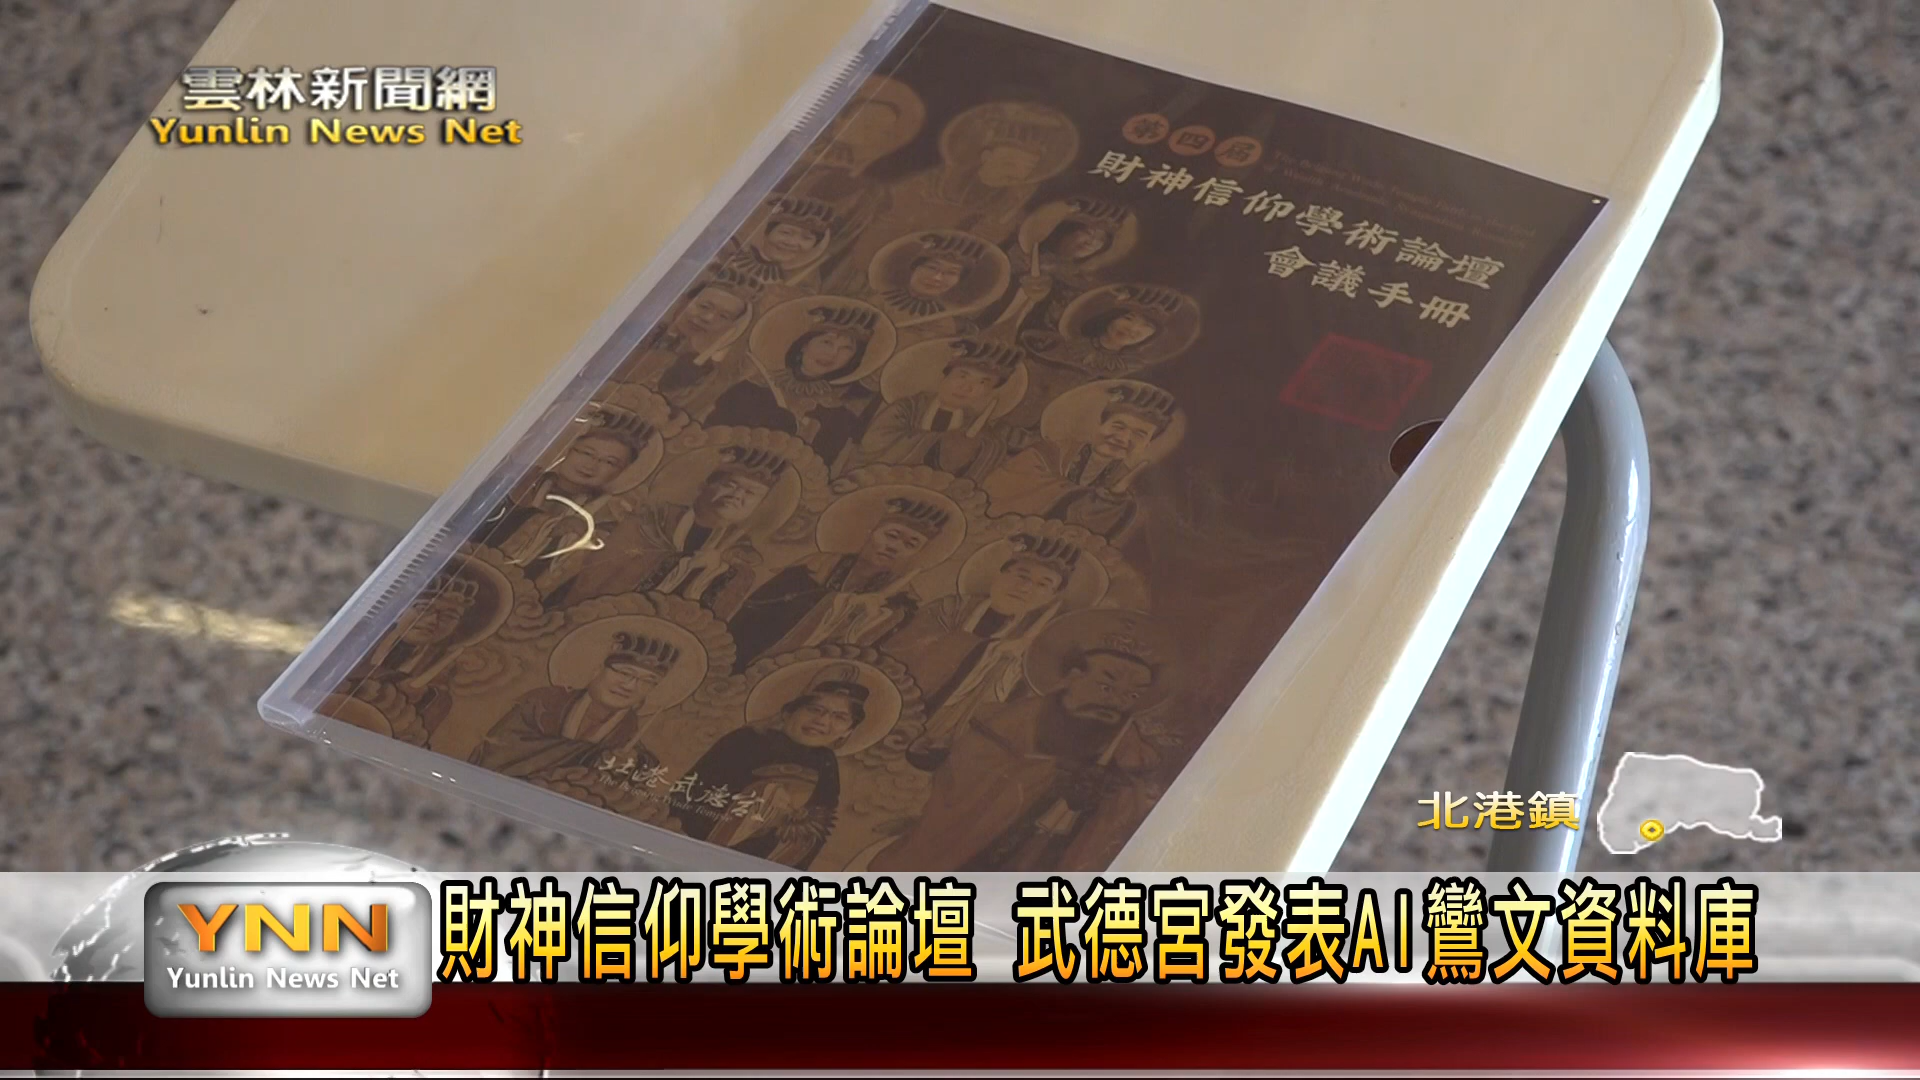 雲林新聞網
Yunlin News Net
第四屆
財神信仰學術論壇
會議手冊
北港武德宮
北港鎮
YNN
Yunlin News Net
財神信仰學術論壇 武德宮發表AI鸞文資料庫